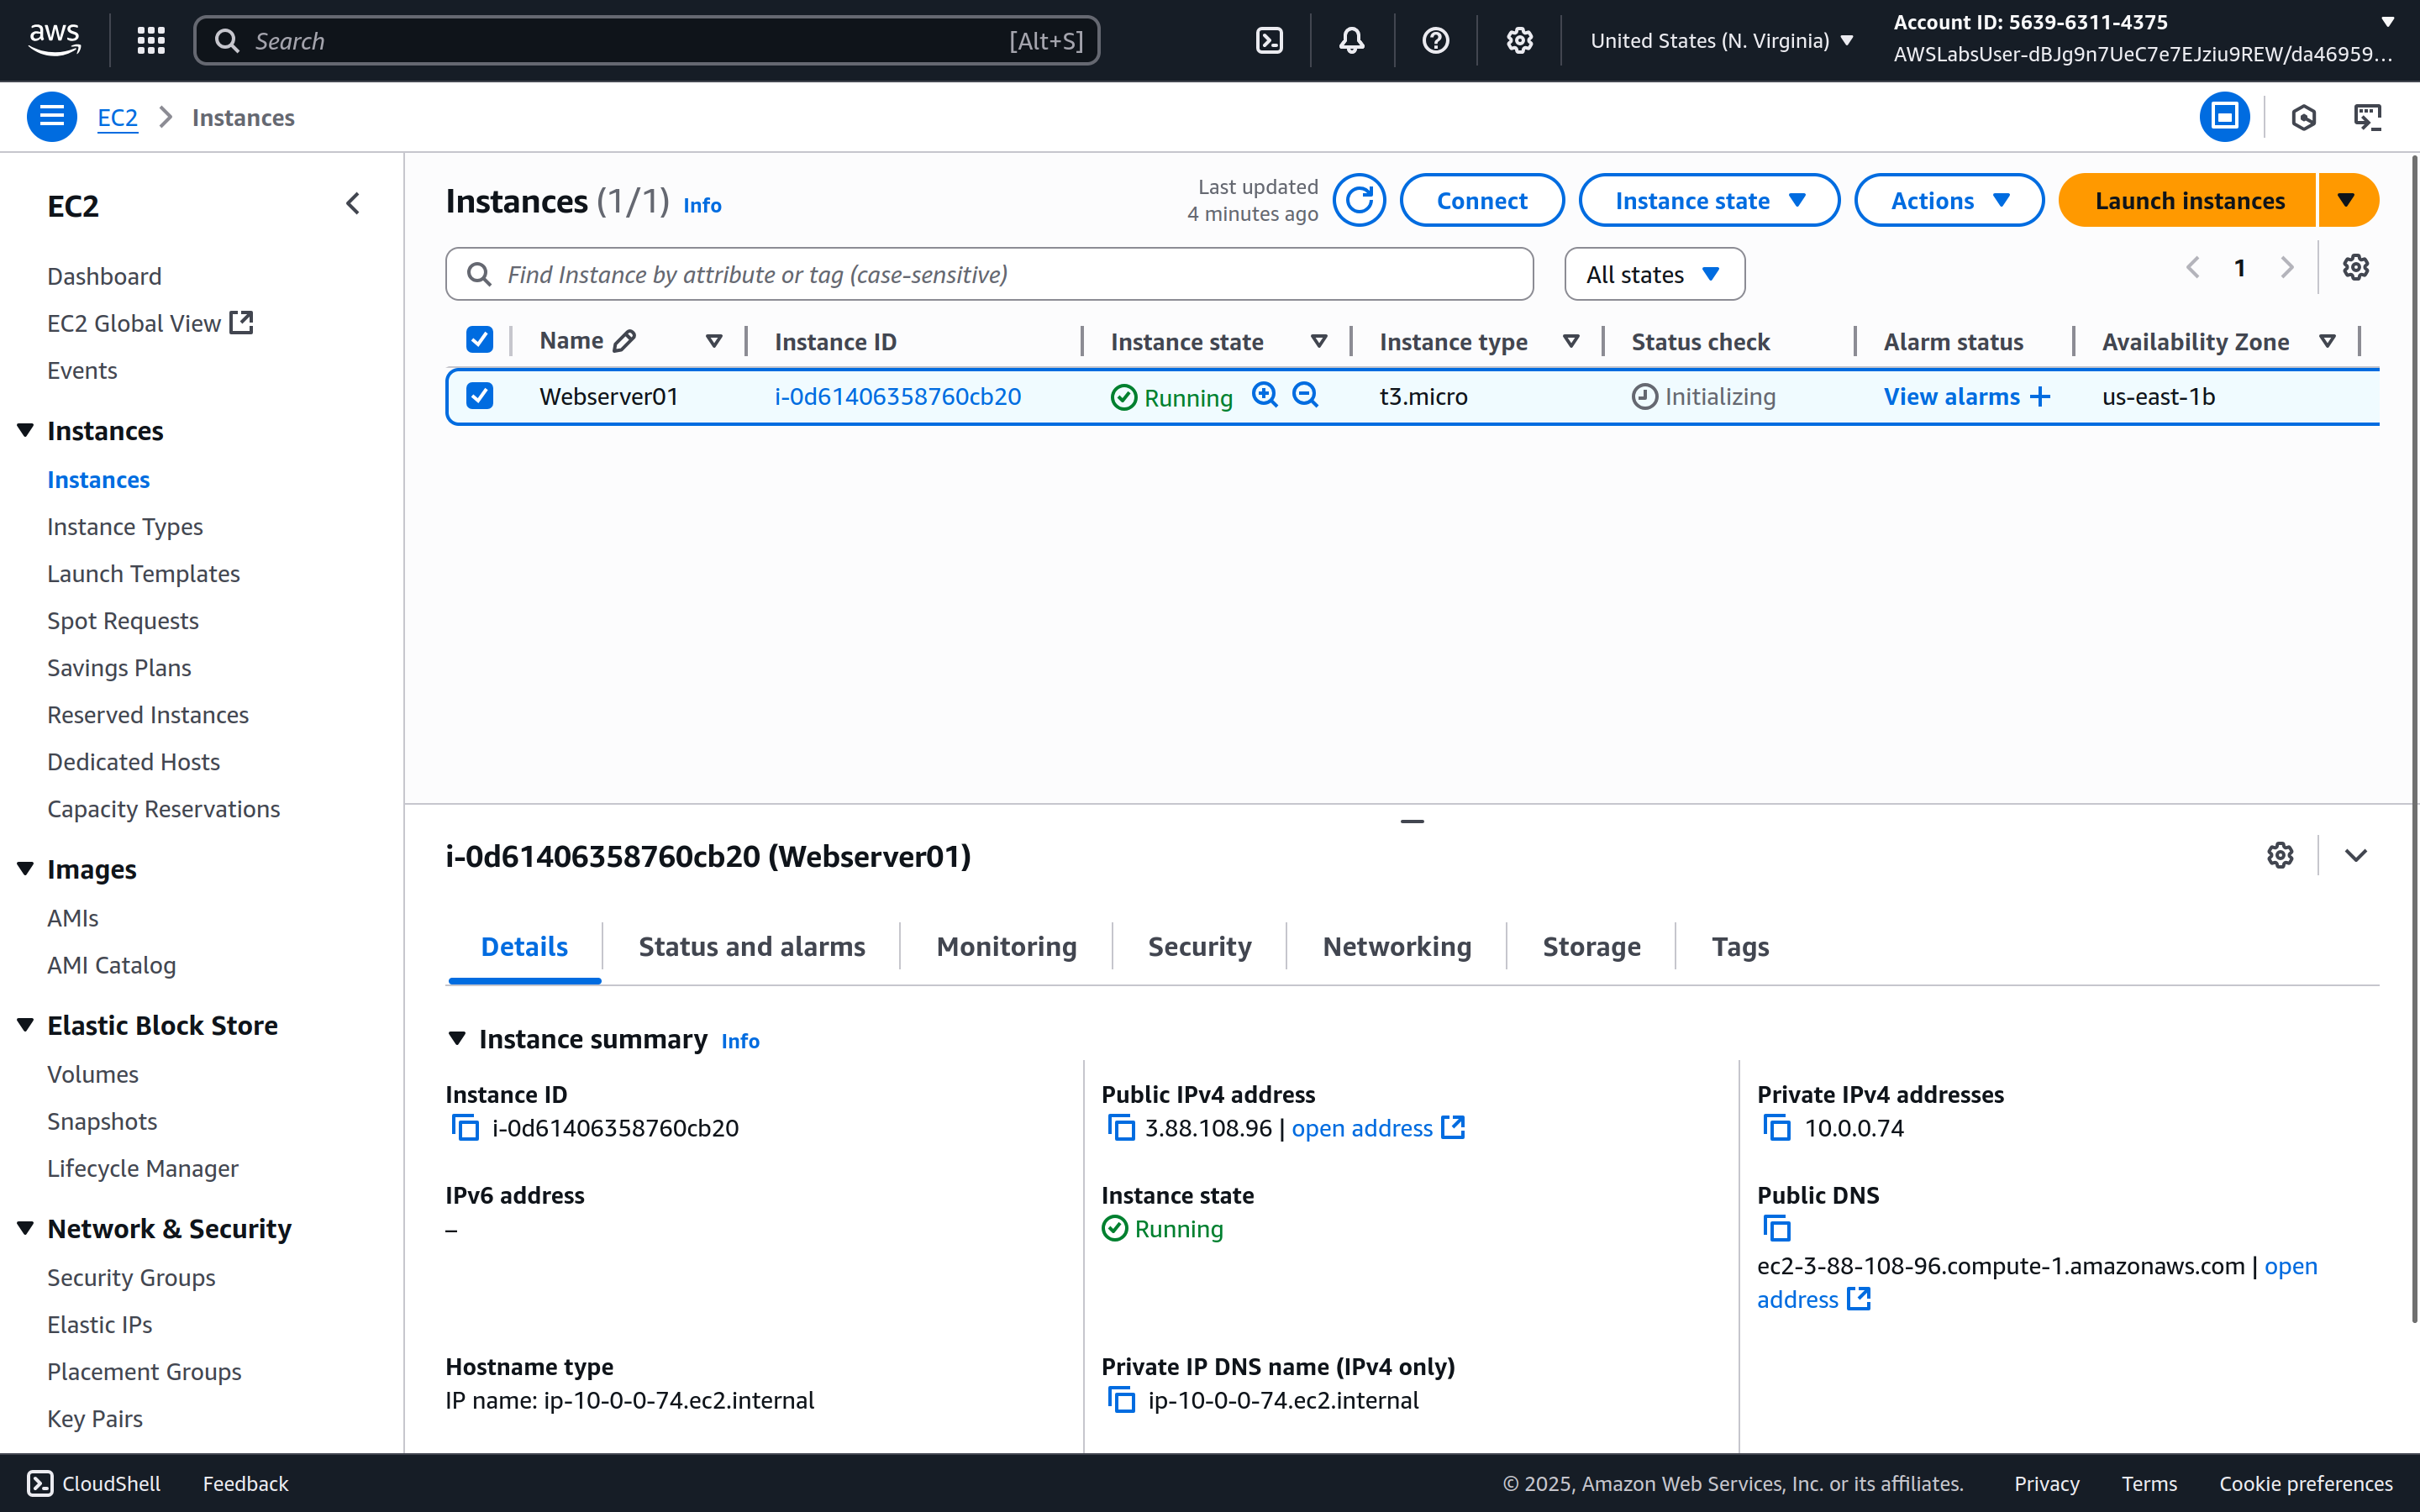 aws
Search [Alt+S]
United States (N. Virginia)
Account ID: 5639-6311-4375
AWSLabsUser-dBJg9n7UeC7e7EJziu9REW/da46959...
EC2 > Instances
EC2
Dashboard
EC2 Global View
Events
Instances
Instances
Instance Types
Launch Templates
Spot Requests
Savings Plans
Reserved Instances
Dedicated Hosts
Capacity Reservations
Images
AMIs
AMI Catalog
Elastic Block Store
Volumes
Snapshots
Lifecycle Manager
Network & Security
Security Groups
Elastic IPs
Placement Groups
Key Pairs
Instances (1/1) Info
Last updated
4 minutes ago
Connect
Instance state
Actions
Launch instances
Find Instance by attribute or tag (case-sensitive)
All states
1
Name Instance ID Instance state Instance type Status check Alarm status Availability Zone
Webserver01 i-0d61406358760cb20 Running t3.micro Initializing View alarms + us-east-1b
i-0d61406358760cb20 (Webserver01)
Details Status and alarms Monitoring Security Networking Storage Tags
Instance summary Info
Instance ID
i-0d61406358760cb20
Public IPv4 address
3.88.108.96 | open address
Private IPv4 addresses
10.0.0.74
IPv6 address
–
Instance state
Running
Public DNS
ec2-3-88-108-96.compute-1.amazonaws.com | open
address
Hostname type
IP name: ip-10-0-0-74.ec2.internal
Private IP DNS name (IPv4 only)
ip-10-0-0-74.ec2.internal
CloudShell Feedback © 2025, Amazon Web Services, Inc. or its affiliates. Privacy Terms Cookie preferences